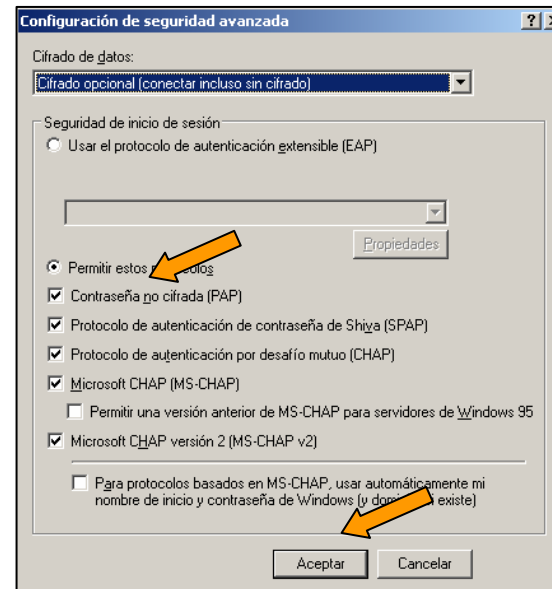 Configuración de seguridad avanzada
Cifrado de datos:
Cifrado opcional (conectar incluso sin cifrado)
Seguridad de inicio de sesión
Usar el protocolo de autenticación extensible (EAP)
Propiedades
Permitir estos
Contraseña no cifrada (PAP)
Protocolo de autenticación de contraseña de Shiva (SPAP)
Protocolo de autenticación por desafío mutuo (CHAP)
Microsoft CHAP (MS-CHAP)
Permitir una versión anterior de MS-CHAP para servidores de Windows 95
Microsoft CHAP versión 2 (MS-CHAP v2)
Para protocolos basados en MS-CHAP, usar automáticamente mi
nombre de inicio y contraseña de Windows (y existe)
Aceptar Cancelar